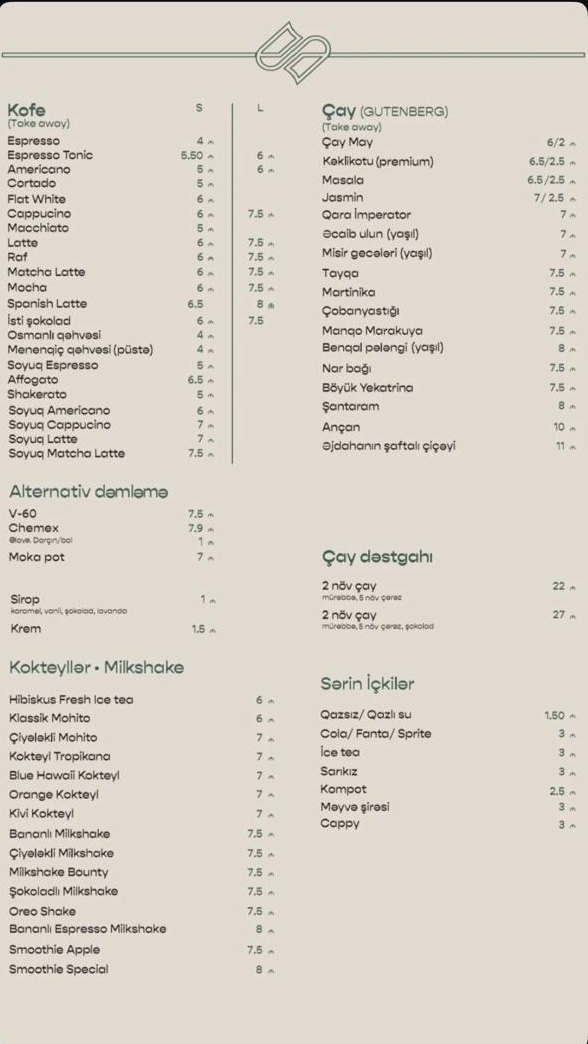 Kofe S L
(Take away)
Espresso 4 ₼
Espresso Tonic 5.50 ₼ 6 ₼
Americano 5 ₼ 6 ₼
Cortado 5 ₼
Flat White 6 ₼
Cappucino 6 ₼ 7.5 ₼
Macchiato 5 ₼
Latte 6 ₼ 7.5 ₼
Raf 6 ₼ 7.5 ₼
Matcha Latte 6 ₼ 7.5 ₼
Mocha 6 ₼ 7.5 ₼
Spanish Latte 6.5 8 ₼
İsti şokolad 6 ₼ 7.5
Osmanlı qəhvəsi 4 ₼
Menengiç qəhvəsi (püstə) 4 ₼
Soyuq Espresso 5 ₼
Affogato 6.5 ₼
Shakerato 5 ₼
Soyuq Americano 6 ₼
Soyuq Cappucino 7 ₼
Soyuq Latte 7 ₼
Soyuq Matcha Latte 7.5 ₼
Alternativ dəmləmə
V-60 7.5 ₼
Chemex 7.9 ₼
Əlavə. Darçın/bal 1 ₼
Moka pot 7 ₼
Sirop 1 ₼
karamel, vanil, şokolad, lavanda
Krem 1.5 ₼
Kokteyllər • Milkshake
Hibiskus Fresh Ice tea 6 ₼
Klassik Mohito 6 ₼
Çiyələkli Mohito 7 ₼
Kokteyl Tropikana 7 ₼
Blue Hawaii Kokteyl 7 ₼
Orange Kokteyl 7 ₼
Kivi Kokteyl 7 ₼
Bananlı Milkshake 7.5 ₼
Çiyələkli Milkshake 7.5 ₼
Milkshake Bounty 7.5 ₼
Şokoladlı Milkshake 7.5 ₼
Oreo Shake 7.5 ₼
Bananlı Espresso Milkshake 8 ₼
Smoothie Apple 7.5 ₼
Smoothie Special 8 ₼
Çay (GUTENBERG)
(Take away)
Çay May 6/2 ₼
Kəklikotu (premium) 6.5/2.5 ₼
Masala 6.5/2.5 ₼
Jasmin 7/2.5 ₼
Qara İmperator 7 ₼
Əcaib ulun (yaşıl) 7 ₼
Misir gecələri (yaşıl) 7 ₼
Tayqa 7.5 ₼
Martinika 7.5 ₼
Çobanyastığı 7.5 ₼
Manqo Marakuya 7.5 ₼
Benqal pələngi (yaşıl) 8 ₼
Nar bağı 7.5 ₼
Böyük Yekatrina 7.5 ₼
Şantaram 8 ₼
Ançan 10 ₼
Əjdahanın şaftalı çiçəyi 11 ₼
Çay dəstgahı
2 növ çay 22 ₼
mürəbbə, 5 növ çərəz
2 növ çay 27 ₼
mürəbbə, 5 növ çərəz, şokolad
Sərin İçkilər
Qazsız/ Qazlı su 1.50 ₼
Cola/ Fanta/ Sprite 3 ₼
İce tea 3 ₼
Sarıkız 3 ₼
Kompot 2.5 ₼
Meyvə şirəsi 3 ₼
Cappy 3 ₼